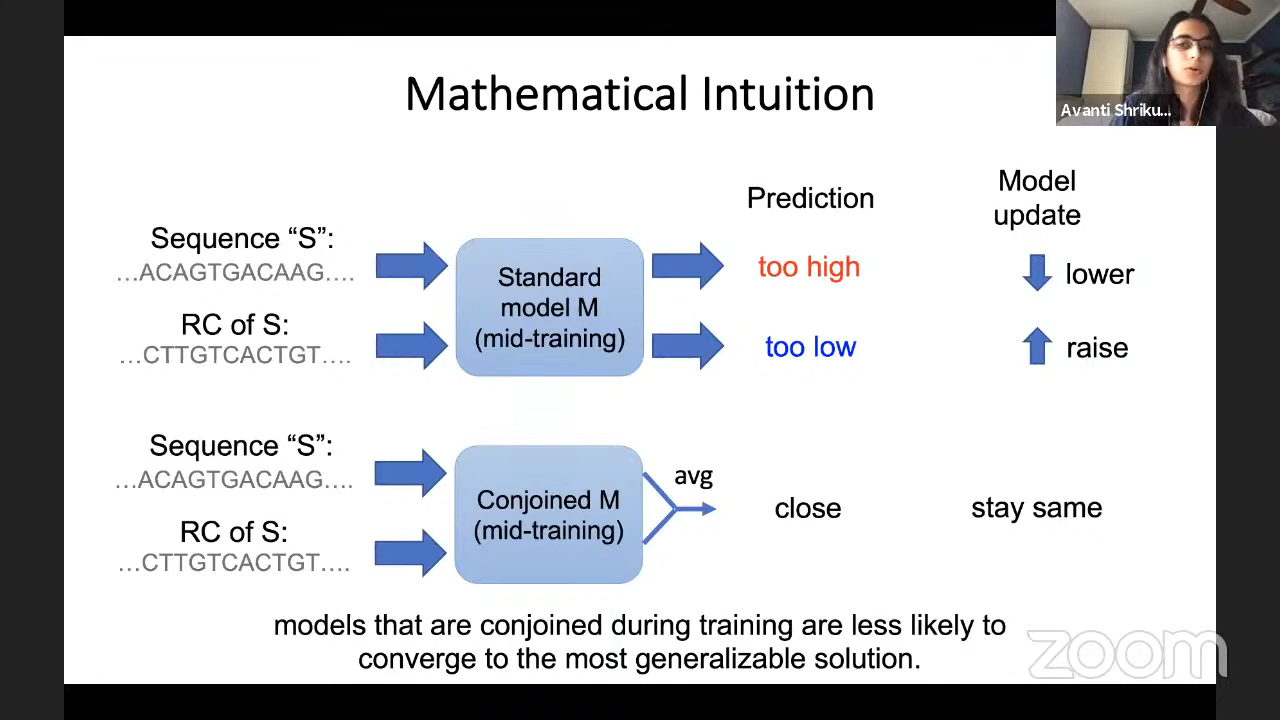 Mathematical Intuition
Avanti Shriku...
Prediction
Model
update
Sequence “S”:
...ACAGTGACAAG....
RC of S:
...CTTGTCACTGT....
Standard
model M
(mid-training)
too high
lower
too low
raise
Sequence “S”:
...ACAGTGACAAG....
RC of S:
...CTTGTCACTGT....
Conjoined M
(mid-training)
avg
close
stay same
models that are conjoined during training are less likely to
converge to the most generalizable solution.
zoom